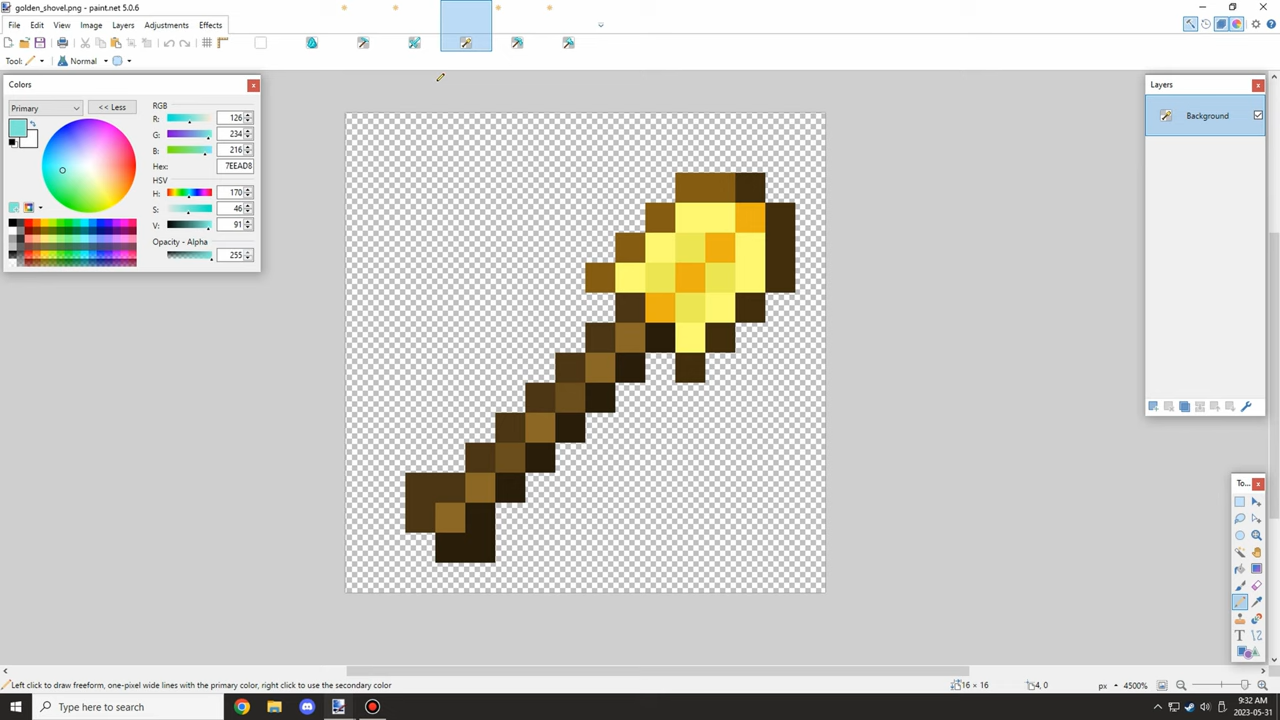 golden_shovel.png - paint.net 5.0.6
File Edit View Image Layers Adjustments Effects
Tool: Normal
Colors
Primary << Less
RGB
R: 126
G: 234
B: 216
Hex: 7EEAD8
HSV
H: 170
S: 46
V: 91
Opacity - Alpha
255
Layers
Background
To...
T
Left click to draw freeform, one-pixel wide lines with the primary color, right click to use the secondary color
16 × 16
4, 0
px
4500%
Type here to search
9:32 AM
2023-05-31